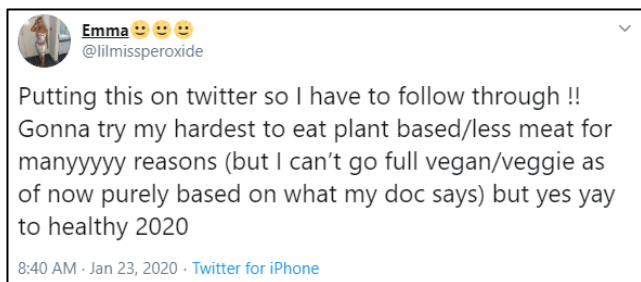 Emma🙂🙂🙂
@lilmissperoxide
Putting this on twitter so I have to follow through !!
Gonna try my hardest to eat plant based/less meat for
manyyyyy reasons (but I can't go full vegan/veggie as
of now purely based on what my doc says) but yes yay
to healthy 2020
8:40 AM · Jan 23, 2020 · Twitter for iPhone